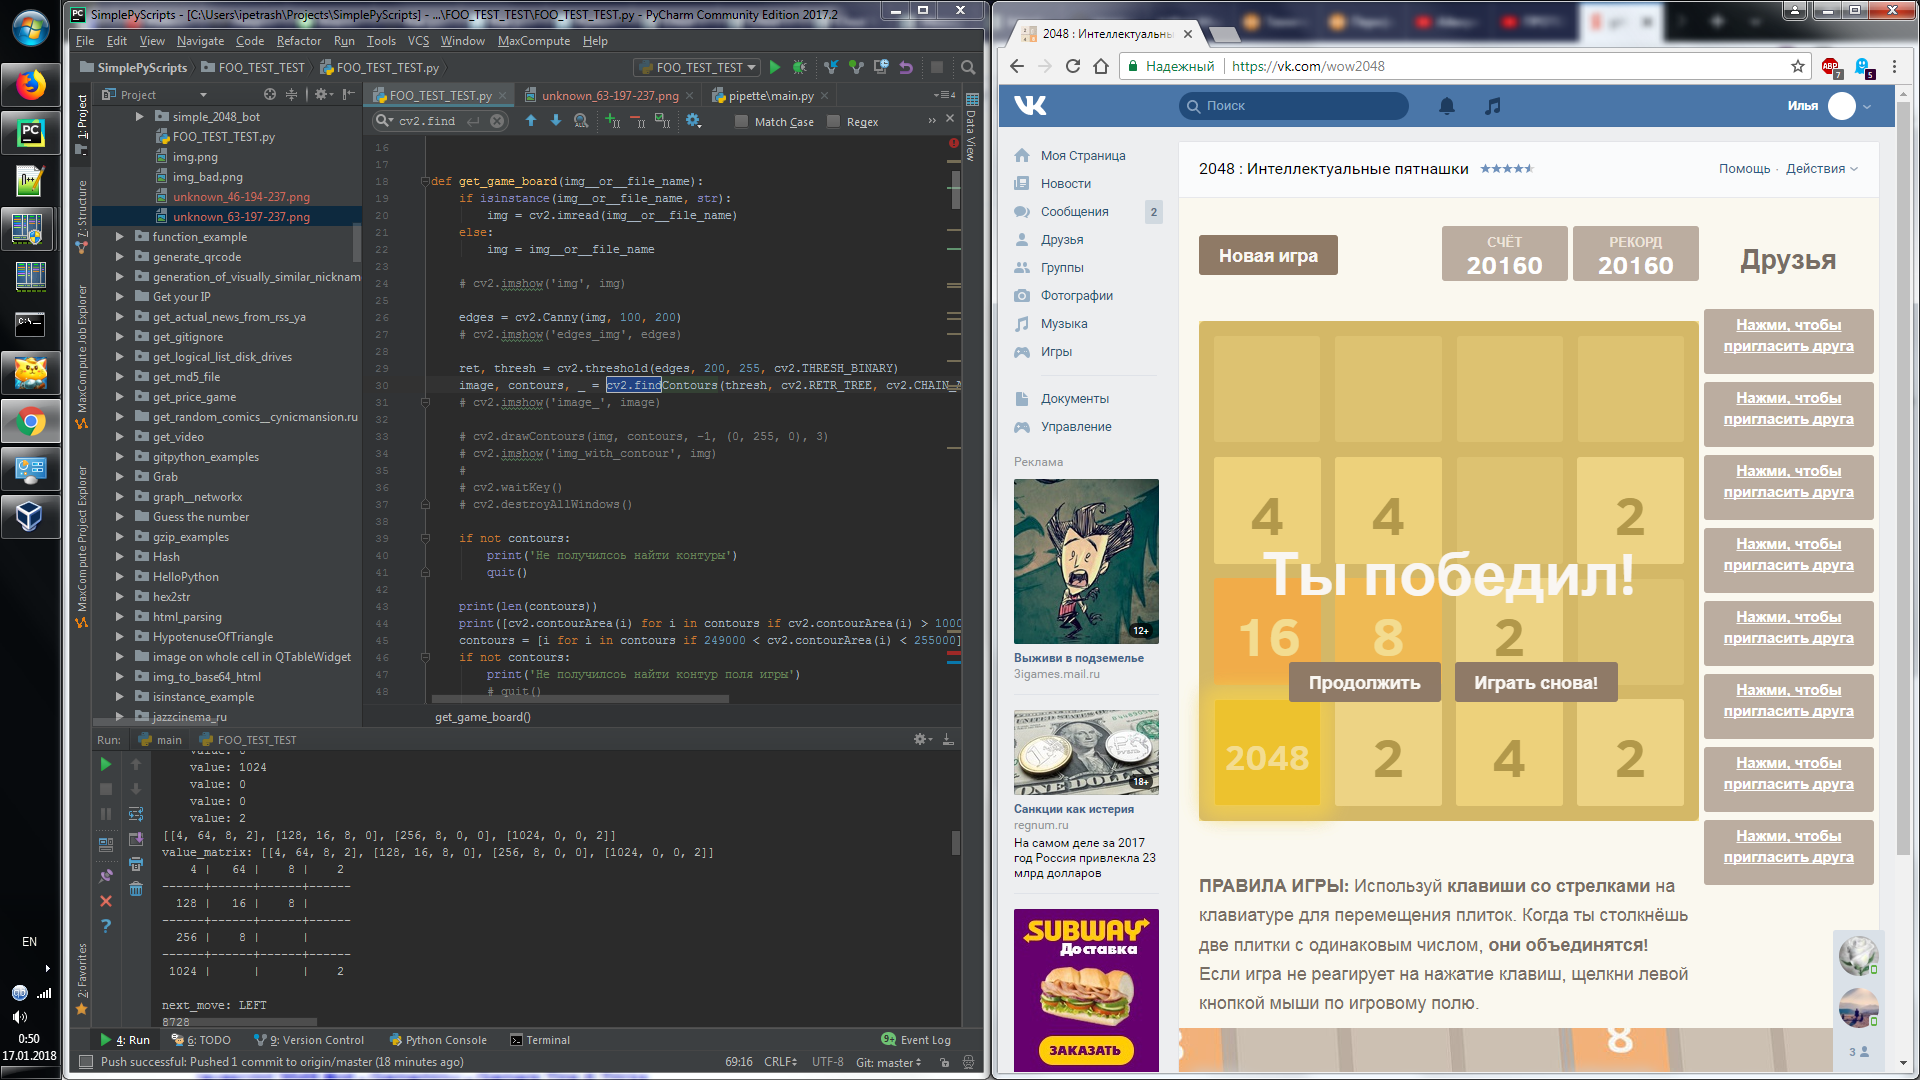 SimplePyScripts - [C:\Users\ipetrash\Projects\SimplePyScripts] - ...\FOO_TEST_TEST\FOO_TEST_TEST.py - PyCharm Community Edition 2017.2
File Edit View Navigate Code Refactor Run Tools VCS Window MaxCompute Help
SimplePyScripts FOO_TEST_TEST FOO_TEST_TEST.py
FOO_TEST_TEST
Project
FOO_TEST_TEST.py unknown_63-197-237.png pipette\main.py
cv2.find Match Case Regex
1: Project
7: Structure
MaxCompute Job Explorer
MaxCompute Project Explorer
2: Favorites
Data View
simple_2048_bot
FOO_TEST_TEST.py
img.png
img_bad.png
unknown_46-194-237.png
unknown_63-197-237.png
function_example
generate_qrcode
generation_of_visually_similar_nicknam
Get your IP
get_actual_news_from_rss_ya
get_gitignore
get_logical_list_disk_drives
get_md5_file
get_price_game
get_random_comics__cynicmansion.ru
get_video
gitpython_examples
Grab
graph__networkx
Guess the number
gzip_examples
Hash
HelloPython
hex2str
html_parsing
HypotenuseOfTriangle
image on whole cell in QTableWidget
img_to_base64_html
isinstance_example
jazzcinema_ru
16
17
18 def get_game_board(img__or__file_name):
19 if isinstance(img__or__file_name, str):
20 img = cv2.imread(img__or__file_name)
21 else:
22 img = img__or__file_name
23
24 # cv2.imshow('img', img)
25
26 edges = cv2.Canny(img, 100, 200)
27 # cv2.imshow('edges_img', edges)
28
29 ret, thresh = cv2.threshold(edges, 200, 255, cv2.THRESH_BINARY)
30 image, contours, _ = cv2.findContours(thresh, cv2.RETR_TREE, cv2.CHAIN_
31 # cv2.imshow('image_', image)
32
33 # cv2.drawContours(img, contours, -1, (0, 255, 0), 3)
34 # cv2.imshow('img_with_contour', img)
35 #
36 # cv2.waitKey()
37 # cv2.destroyAllWindows()
38
39 if not contours:
40 print('Не получилсоь найти контуры')
41 quit()
42
43 print(len(contours))
44 print([cv2.contourArea(i) for i in contours if cv2.contourArea(i) > 1000
45 contours = [i for i in contours if 249000 < cv2.contourArea(i) < 255000]
46 if not contours:
47 print('Не получилсоь найти контур поля игры')
48 # quit()
get_game_board()
Run: main FOO_TEST_TEST
value: 0
value: 1024
value: 0
value: 0
value: 2
[[4, 64, 8, 2], [128, 16, 8, 0], [256, 8, 0, 0], [1024, 0, 0, 2]]
value_matrix: [[4, 64, 8, 2], [128, 16, 8, 0], [256, 8, 0, 0], [1024, 0, 0, 2]]
4 | 64 | 8 | 2
------+------+------+------
128 | 16 | 8 |
------+------+------+------
256 | 8 | |
------+------+------+------
1024 | | | 2
next_move: LEFT
8728
4: Run 6: TODO 9: Version Control Python Console Terminal 9+ Event Log
Push successful: Pushed 1 commit to origin/master (18 minutes ago) 69:16 CRLF UTF-8 Git: master
EN
0:50
17.01.2018
2048 : Интеллектуальны
Надежный https://vk.com/wow2048
ABP 7 5
Поиск Илья
Моя Страница
Новости
Сообщения 2
Друзья
Группы
Фотографии
Музыка
Игры
Документы
Управление
Реклама
12+
Выживи в подземелье
3igames.mail.ru
18+
Санкции как истерия
regnum.ru
На самом деле за 2017
год Россия привлекла 23
млрд долларов
SUBWAY
Доставка
ЗАКАЗАТЬ
2048 : Интеллектуальные пятнашки Помощь · Действия
Новая игра
СЧЁТ
20160
РЕКОРД
20160
Друзья
4 4 2
Ты победил!
16 8 2
Продолжить Играть снова!
2048 2 4 2
Нажми, чтобы
пригласить друга
Нажми, чтобы
пригласить друга
Нажми, чтобы
пригласить друга
Нажми, чтобы
пригласить друга
Нажми, чтобы
пригласить друга
Нажми, чтобы
пригласить друга
Нажми, чтобы
пригласить друга
Нажми, чтобы
пригласить друга
ПРАВИЛА ИГРЫ: Используй клавиши со стрелками на
клавиатуре для перемещения плиток. Когда ты столкнёшь
две плитки с одинаковым числом, они объединятся!
Если игра не реагирует на нажатие клавиш, щелкни левой
кнопкой мыши по игровому полю.
8 8
3